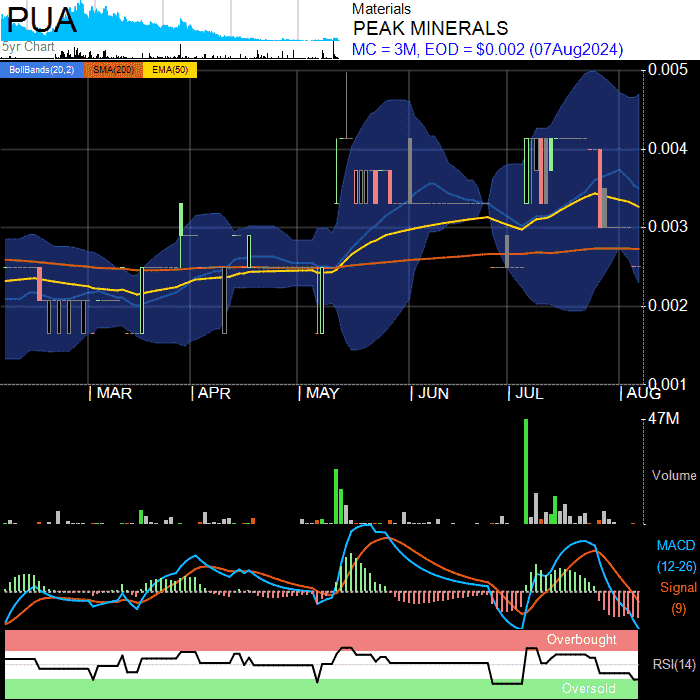 PUA
5yr Chart
Materials
PEAK MINERALS
MC = 3M, EOD = $0.002 (07Aug2024)
BollBands(20,2) SMA(200) EMA(50)
0.005
0.004
0.003
0.002
0.001
| MAR | APR | MAY | JUN | JUL | AUG
47M
Volume
MACD
(12-26)
Signal
(9)
Overbought
RSI(14)
Oversold